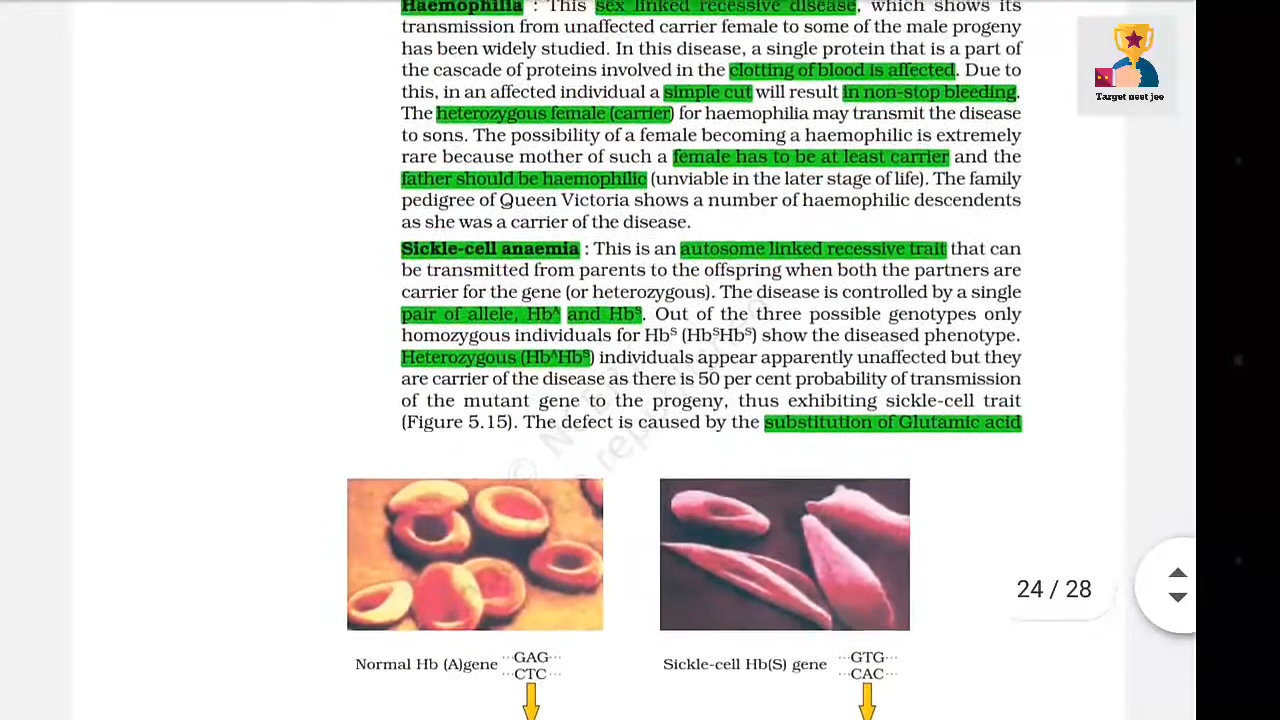 Haemophilia : This sex linked recessive disease, which shows its
transmission from unaffected carrier female to some of the male progeny
has been widely studied. In this disease, a single protein that is a part of
the cascade of proteins involved in the clotting of blood is affected. Due to
this, in an affected individual a simple cut will result in non-stop bleeding.
The heterozygous female (carrier) for haemophilia may transmit the disease
to sons. The possibility of a female becoming a haemophilic is extremely
rare because mother of such a female has to be at least carrier and the
father should be haemophilic (unviable in the later stage of life). The family
pedigree of Queen Victoria shows a number of haemophilic descendents
as she was a carrier of the disease.
Sickle-cell anaemia : This is an autosome linked recessive trait that can
be transmitted from parents to the offspring when both the partners are
carrier for the gene (or heterozygous). The disease is controlled by a single
pair of allele, Hbᴬ and Hbˢ. Out of the three possible genotypes only
homozygous individuals for Hbˢ (HbˢHbˢ) show the diseased phenotype.
Heterozygous (HbᴬHbˢ) individuals appear apparently unaffected but they
are carrier of the disease as there is 50 per cent probability of transmission
of the mutant gene to the progeny, thus exhibiting sickle-cell trait
(Figure 5.15). The defect is caused by the substitution of Glutamic acid
Target neet jee
24 / 28
Normal Hb (A)gene ···GAG···
···CTC···
Sickle-cell Hb(S) gene ···GTG···
···CAC···